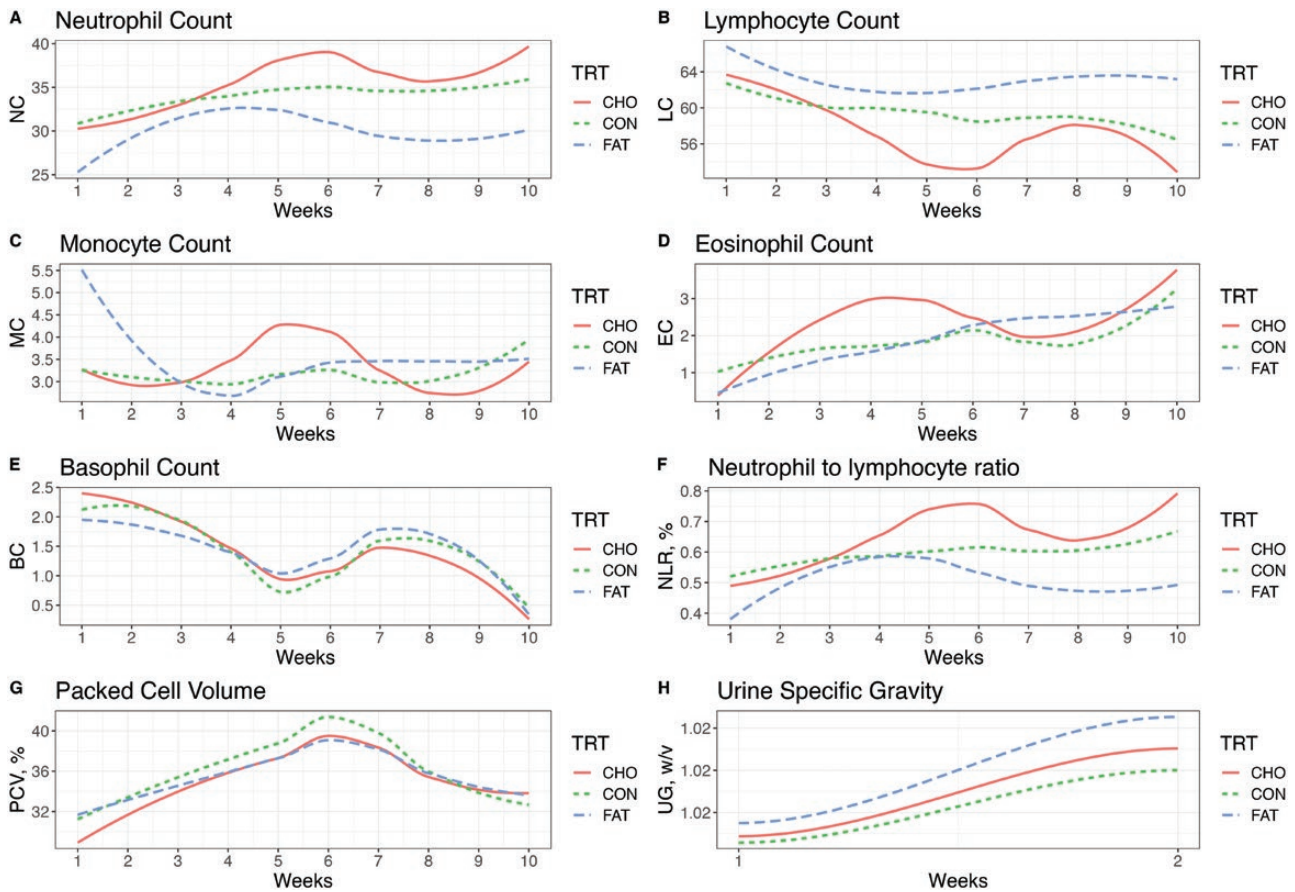 A Neutrophil Count
40
35
30
25
NC
1 2 3 4 5 6 7 8 9 10
Weeks
TRT
CHO
CON
FAT
B Lymphocyte Count
64
60
56
LC
1 2 3 4 5 6 7 8 9 10
Weeks
TRT
CHO
CON
FAT
C Monocyte Count
5.5
5.0
4.5
4.0
3.5
3.0
MC
1 2 3 4 5 6 7 8 9 10
Weeks
TRT
CHO
CON
FAT
D Eosinophil Count
3
2
1
EC
1 2 3 4 5 6 7 8 9 10
Weeks
TRT
CHO
CON
FAT
E Basophil Count
2.5
2.0
1.5
1.0
0.5
BC
1 2 3 4 5 6 7 8 9 10
Weeks
TRT
CHO
CON
FAT
F Neutrophil to lymphocyte ratio
0.8
0.7
0.6
0.5
0.4
NLR, %
1 2 3 4 5 6 7 8 9 10
Weeks
TRT
CHO
CON
FAT
G Packed Cell Volume
40
36
32
PCV, %
1 2 3 4 5 6 7 8 9 10
Weeks
TRT
CHO
CON
FAT
H Urine Specific Gravity
1.02
1.02
1.02
UG, w/v
1 2
Weeks
TRT
CHO
CON
FAT